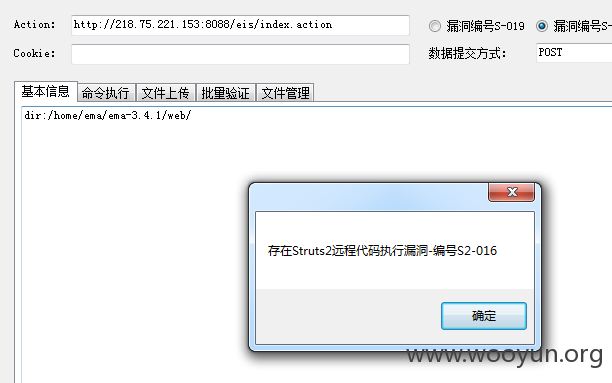 Action: http://218.75.221.153:8088/eis/index.action 漏洞编号S-019 漏洞编号S-
Cookie: 数据提交方式: POST
基本信息 命令执行 文件上传 批量验证 文件管理
dir:/home/ema/ema-3.4.1/web/
存在Struts2远程代码执行漏洞-编号S2-016
确定
www.wooyun.org